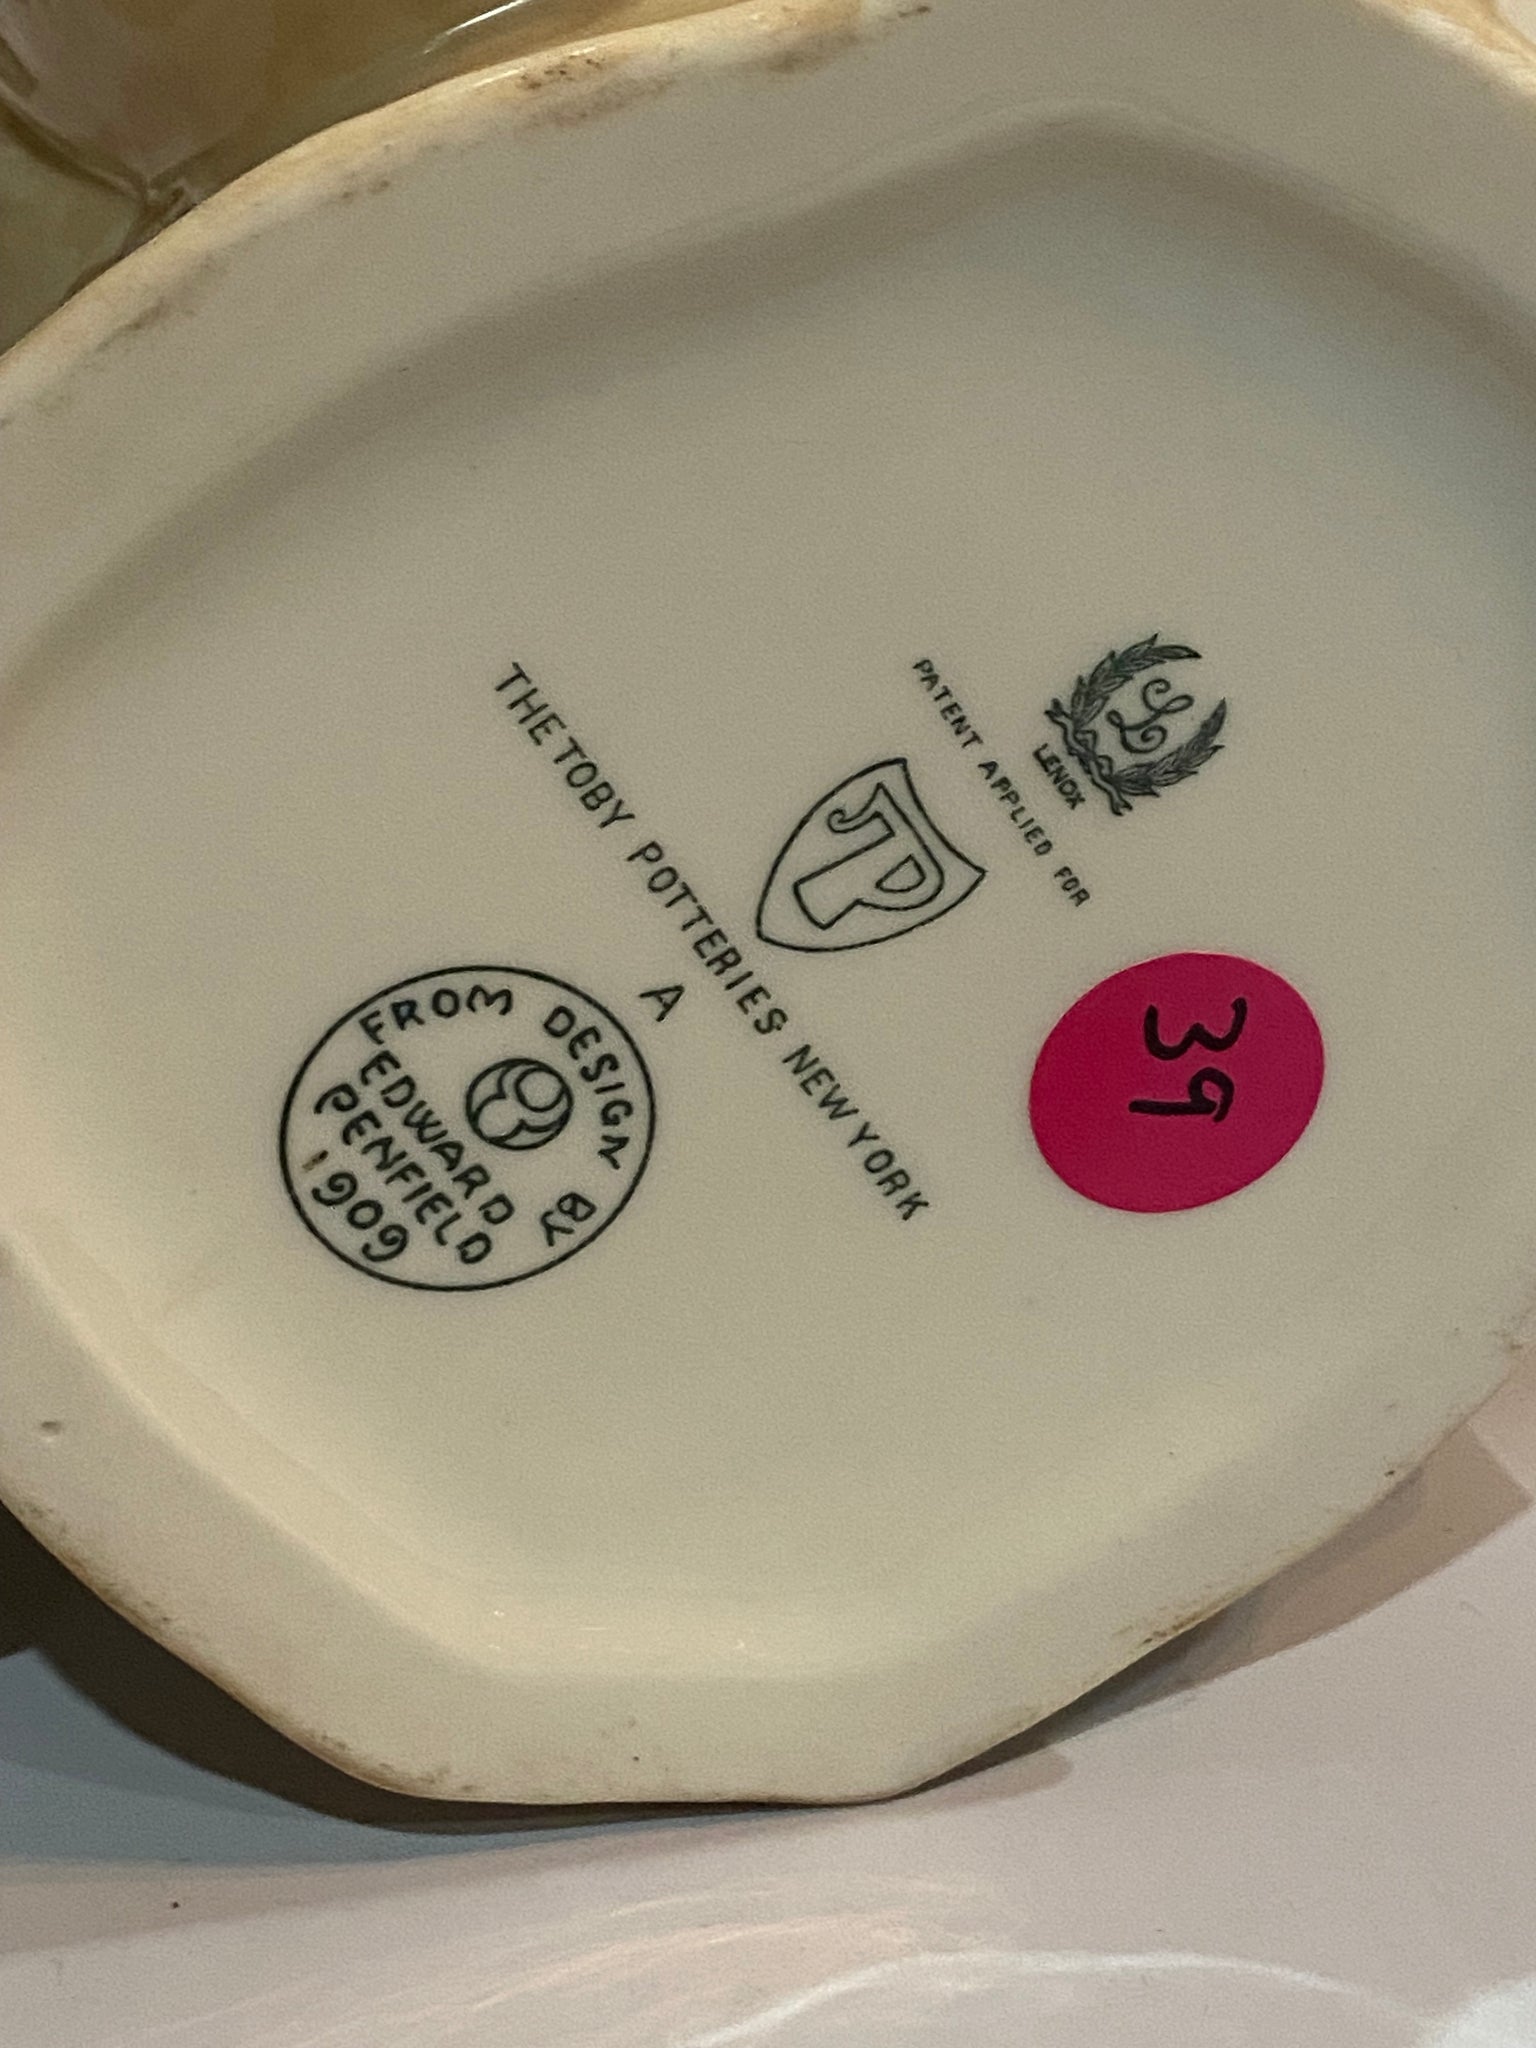 L
LENOX
PATENT APPLIED FOR
TP
THE TOBY POTTERIES NEW YORK
A
FROM DESIGN BY
EDWARD
PENFIELD
1909
39